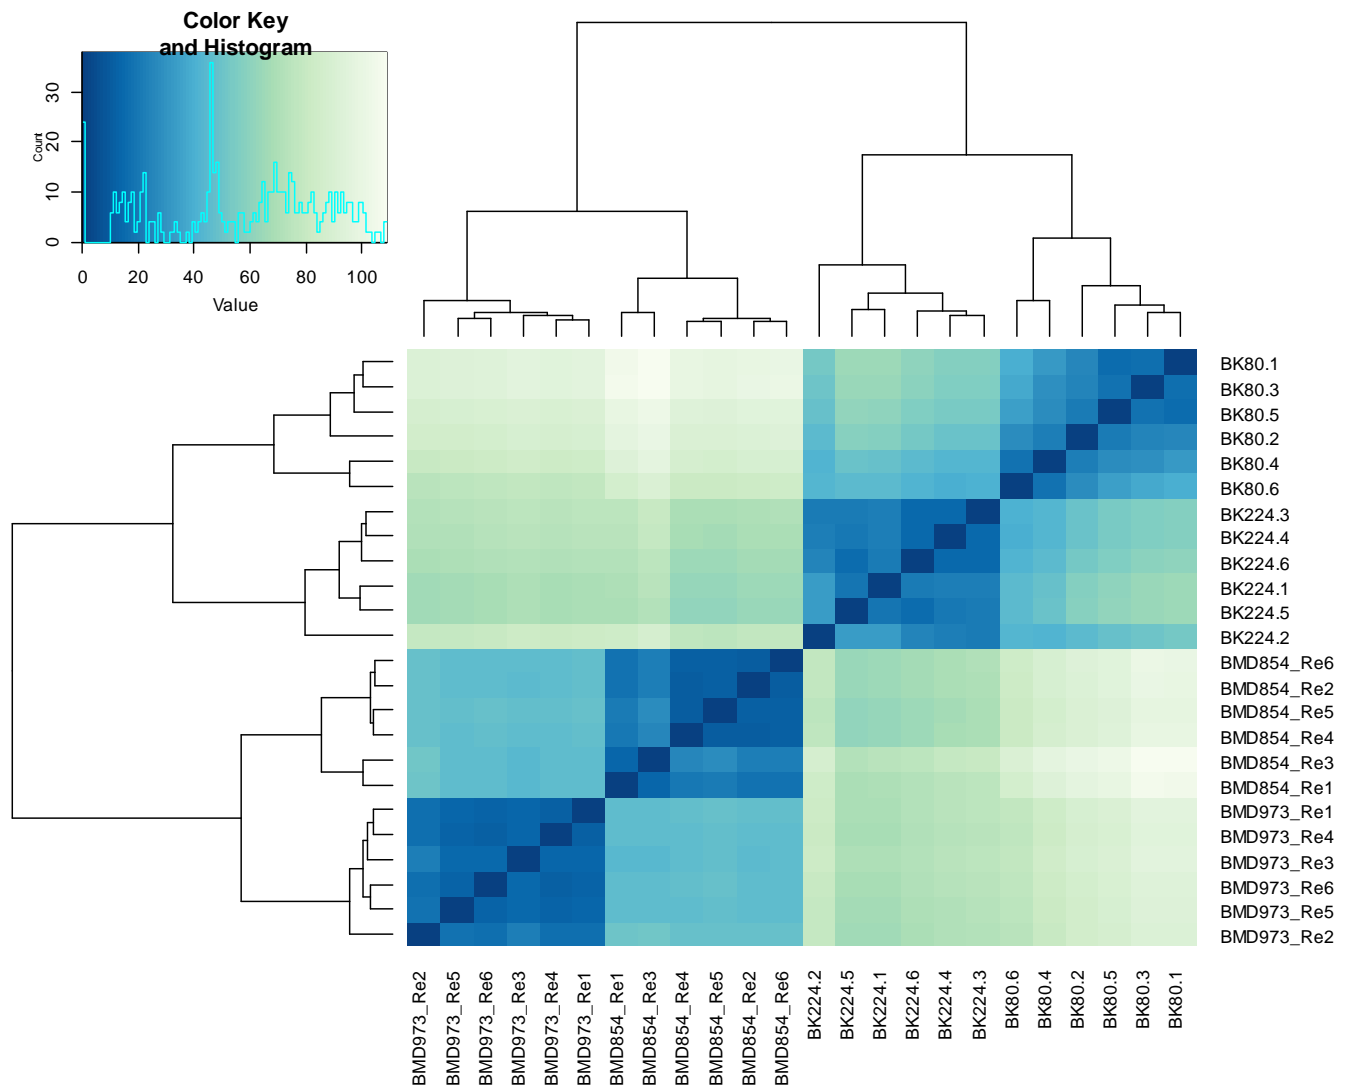 Color Key
and Histogram
Count
0 10 20 30
0 20 40 60 80 100
Value
BK80.1
BK80.3
BK80.5
BK80.2
BK80.4
BK80.6
BK224.3
BK224.4
BK224.6
BK224.1
BK224.5
BK224.2
BMD854_Re6
BMD854_Re2
BMD854_Re5
BMD854_Re4
BMD854_Re3
BMD854_Re1
BMD973_Re1
BMD973_Re4
BMD973_Re3
BMD973_Re6
BMD973_Re5
BMD973_Re2
BMD973_Re2
BMD973_Re5
BMD973_Re6
BMD973_Re3
BMD973_Re4
BMD973_Re1
BMD854_Re1
BMD854_Re3
BMD854_Re4
BMD854_Re5
BMD854_Re2
BMD854_Re6
BK224.2
BK224.5
BK224.1
BK224.6
BK224.4
BK224.3
BK80.6
BK80.4
BK80.2
BK80.5
BK80.3
BK80.1